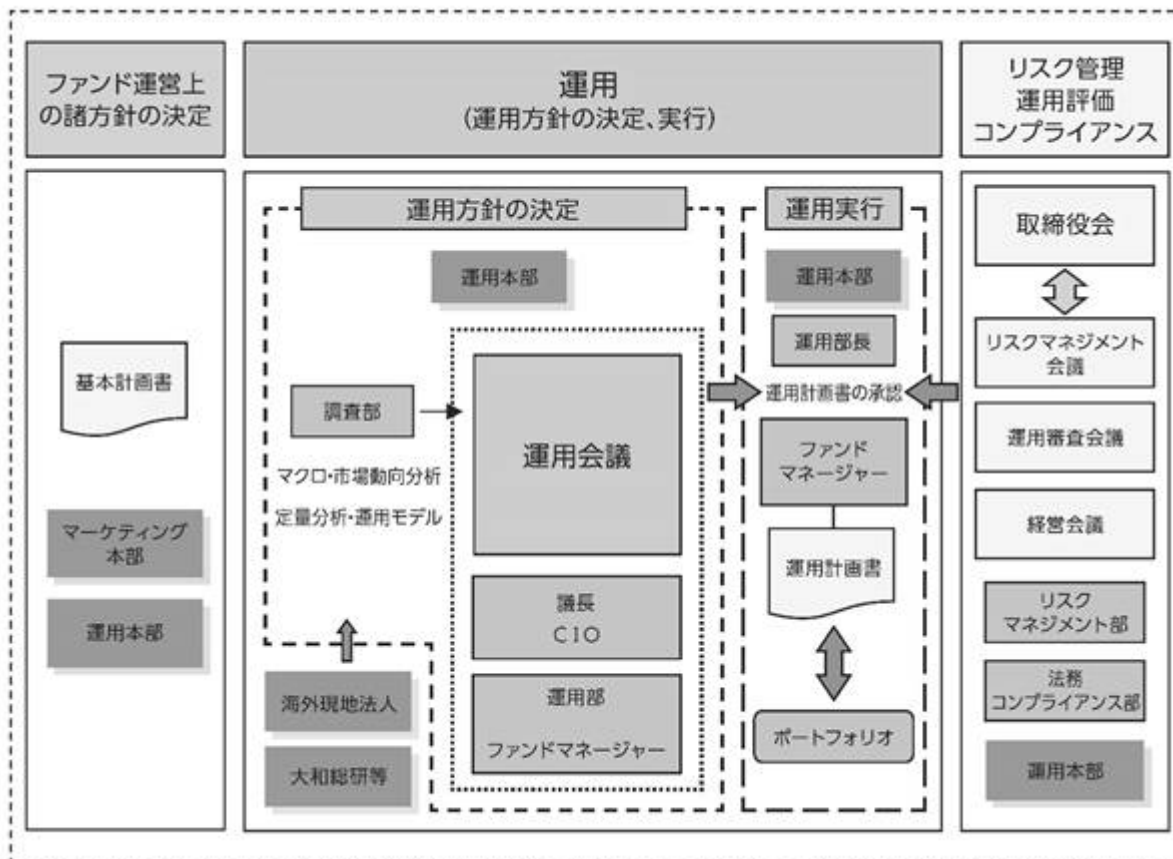 ファンド運営上
の諸方針の決定
運用
(運用方針の決定、実行)
リスク管理
運用評価
コンプライアンス
基本計画書
マーケティング
本部
運用本部
運用方針の決定
運用本部
調査部
マクロ・市場動向分析
定量分析・運用モデル
運用会議
議長
CIO
運用部
ファンドマネージャー
海外現地法人
大和総研等
運用実行
運用本部
運用部長
運用計画書の承認
ファンド
マネージャー
運用計画書
ポートフォリオ
取締役会
リスクマネジメント
会議
運用審査会議
経営会議
リスク
マネジメント部
法務
コンプライアンス部
運用本部